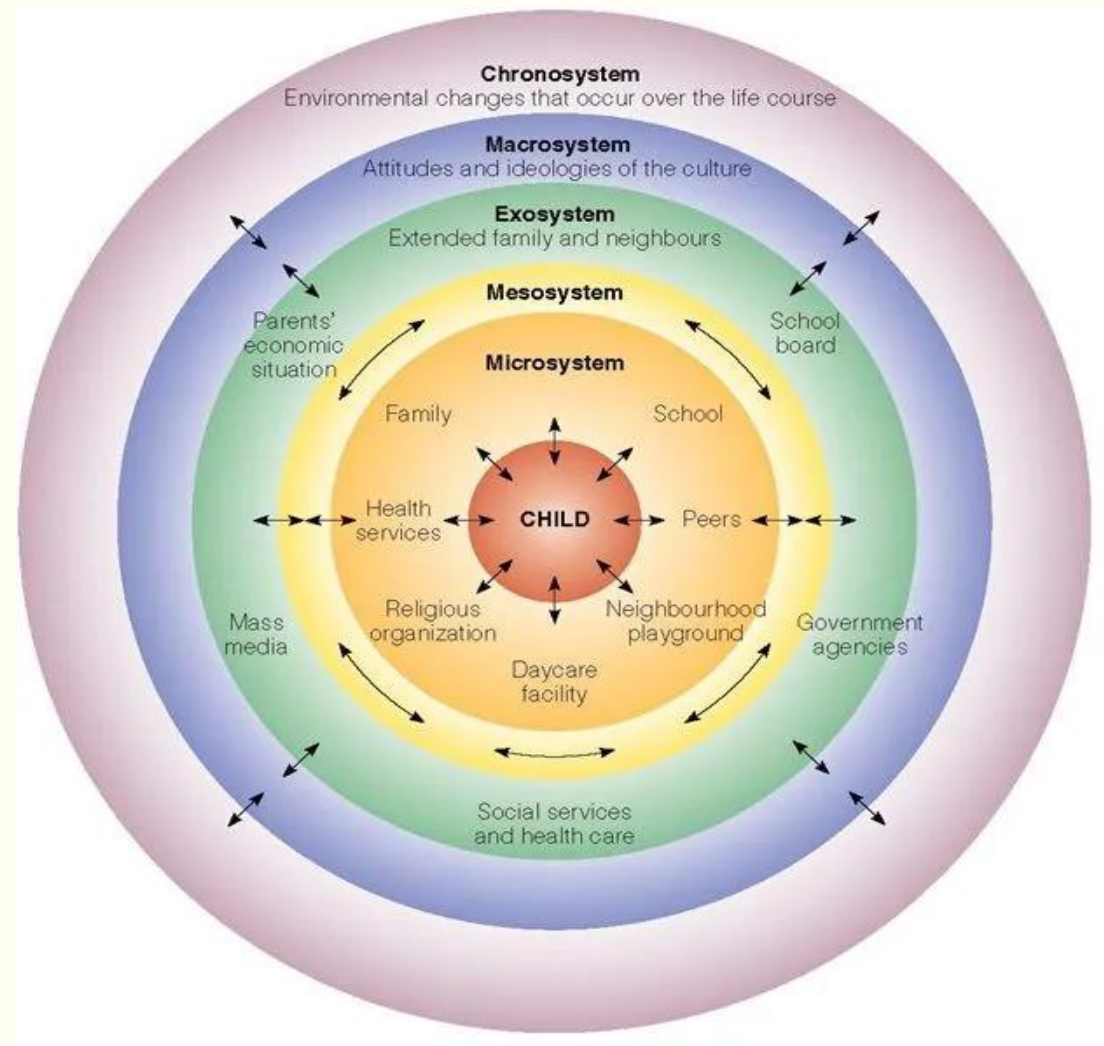 Chronosystem
Environmental changes that occur over the life course
Macrosystem
Attitudes and ideologies of the culture
Exosystem
Extended family and neighbours
Mesosystem
Parents'
economic
situation
School
board
Microsystem
Family
School
Health
services
CHILD
Peers
Religious
organization
Neighbourhood
playground
Mass
media
Government
agencies
Daycare
facility
Social services
and health care